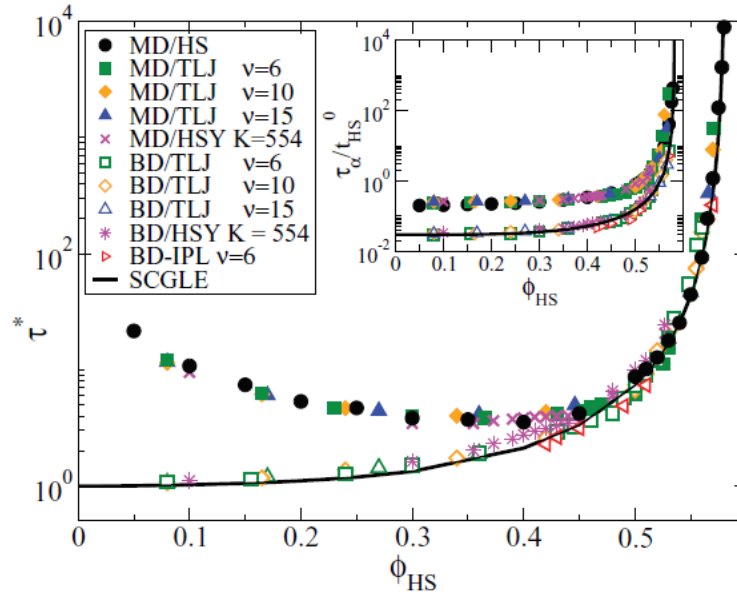 10^4
10^2
10^0
τ*
MD/HS
MD/TLJ ν=6
MD/TLJ ν=10
MD/TLJ ν=15
MD/HSY K=554
BD/TLJ ν=6
BD/TLJ ν=10
BD/TLJ ν=15
BD/HSY K = 554
BD-IPL ν=6
SCGLE
10^4
10^2
10^0
10^-2
τ_α/t_HS^0
0 0.1 0.2 0.3 0.4 0.5
ϕ_HS
0 0.1 0.2 0.3 0.4 0.5
ϕ_HS